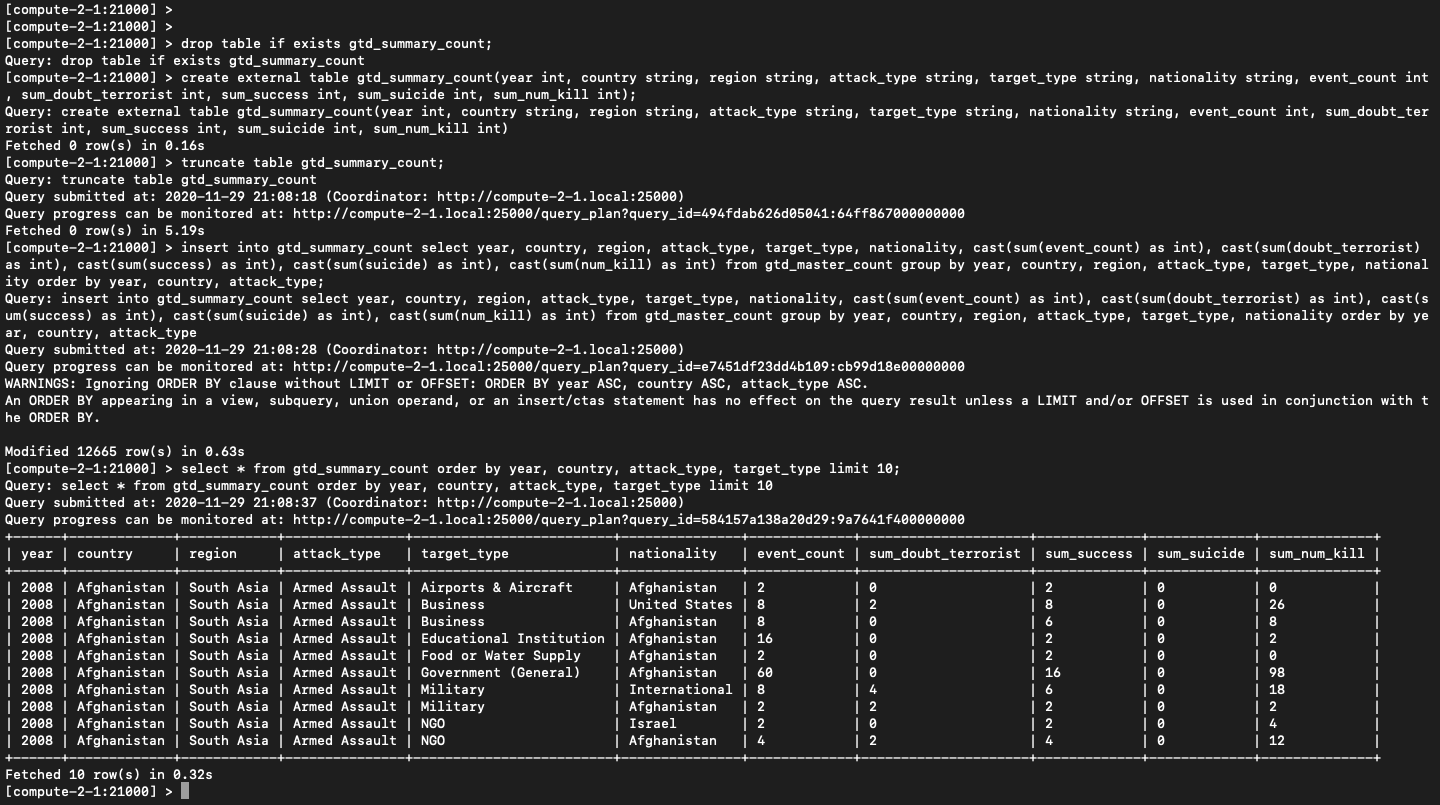 [compute-2-1:21000] >
[compute-2-1:21000] >
[compute-2-1:21000] > drop table if exists gtd_summary_count;
Query: drop table if exists gtd_summary_count
[compute-2-1:21000] > create external table gtd_summary_count(year int, country string, region string, attack_type string, target_type string, nationality string, event_count int
, sum_doubt_terrorist int, sum_success int, sum_suicide int, sum_num_kill int);
Query: create external table gtd_summary_count(year int, country string, region string, attack_type string, target_type string, nationality string, event_count int, sum_doubt_ter
rorist int, sum_success int, sum_suicide int, sum_num_kill int)
Fetched 0 row(s) in 0.16s
[compute-2-1:21000] > truncate table gtd_summary_count;
Query: truncate table gtd_summary_count
Query submitted at: 2020-11-29 21:08:18 (Coordinator: http://compute-2-1.local:25000)
Query progress can be monitored at: http://compute-2-1.local:25000/query_plan?query_id=494fdab626d05041:64ff867000000000
Fetched 0 row(s) in 5.19s
[compute-2-1:21000] > insert into gtd_summary_count select year, country, region, attack_type, target_type, nationality, cast(sum(event_count) as int), cast(sum(doubt_terrorist)
as int), cast(sum(success) as int), cast(sum(suicide) as int), cast(sum(num_kill) as int) from gtd_master_count group by year, country, region, attack_type, target_type, national
ity order by year, country, attack_type;
Query: insert into gtd_summary_count select year, country, region, attack_type, target_type, nationality, cast(sum(event_count) as int), cast(sum(doubt_terrorist) as int), cast(s
um(success) as int), cast(sum(suicide) as int), cast(sum(num_kill) as int) from gtd_master_count group by year, country, region, attack_type, target_type, nationality order by ye
ar, country, attack_type
Query submitted at: 2020-11-29 21:08:28 (Coordinator: http://compute-2-1.local:25000)
Query progress can be monitored at: http://compute-2-1.local:25000/query_plan?query_id=e7451df23dd4b109:cb99d18e00000000
WARNINGS: Ignoring ORDER BY clause without LIMIT or OFFSET: ORDER BY year ASC, country ASC, attack_type ASC.
An ORDER BY appearing in a view, subquery, union operand, or an insert/ctas statement has no effect on the query result unless a LIMIT and/or OFFSET is used in conjunction with t
he ORDER BY.
Modified 12665 row(s) in 0.63s
[compute-2-1:21000] > select * from gtd_summary_count order by year, country, attack_type, target_type limit 10;
Query: select * from gtd_summary_count order by year, country, attack_type, target_type limit 10
Query submitted at: 2020-11-29 21:08:37 (Coordinator: http://compute-2-1.local:25000)
Query progress can be monitored at: http://compute-2-1.local:25000/query_plan?query_id=584157a138a20d29:9a7641f400000000
| year | country | region | attack_type | target_type | nationality | event_count | sum_doubt_terrorist | sum_success | sum_suicide | sum_num_kill |
| 2008 | Afghanistan | South Asia | Armed Assault | Airports & Aircraft | Afghanistan | 2 | 0 | 2 | 0 | 0 |
| 2008 | Afghanistan | South Asia | Armed Assault | Business | United States | 8 | 2 | 8 | 0 | 26 |
| 2008 | Afghanistan | South Asia | Armed Assault | Business | Afghanistan | 8 | 0 | 6 | 0 | 8 |
| 2008 | Afghanistan | South Asia | Armed Assault | Educational Institution | Afghanistan | 16 | 0 | 2 | 0 | 2 |
| 2008 | Afghanistan | South Asia | Armed Assault | Food or Water Supply | Afghanistan | 2 | 0 | 2 | 0 | 0 |
| 2008 | Afghanistan | South Asia | Armed Assault | Government (General) | Afghanistan | 60 | 0 | 16 | 0 | 98 |
| 2008 | Afghanistan | South Asia | Armed Assault | Military | International | 8 | 4 | 6 | 0 | 18 |
| 2008 | Afghanistan | South Asia | Armed Assault | Military | Afghanistan | 2 | 2 | 2 | 0 | 2 |
| 2008 | Afghanistan | South Asia | Armed Assault | NGO | Israel | 2 | 0 | 2 | 0 | 4 |
| 2008 | Afghanistan | South Asia | Armed Assault | NGO | Afghanistan | 4 | 2 | 4 | 0 | 12 |
Fetched 10 row(s) in 0.32s
[compute-2-1:21000] >